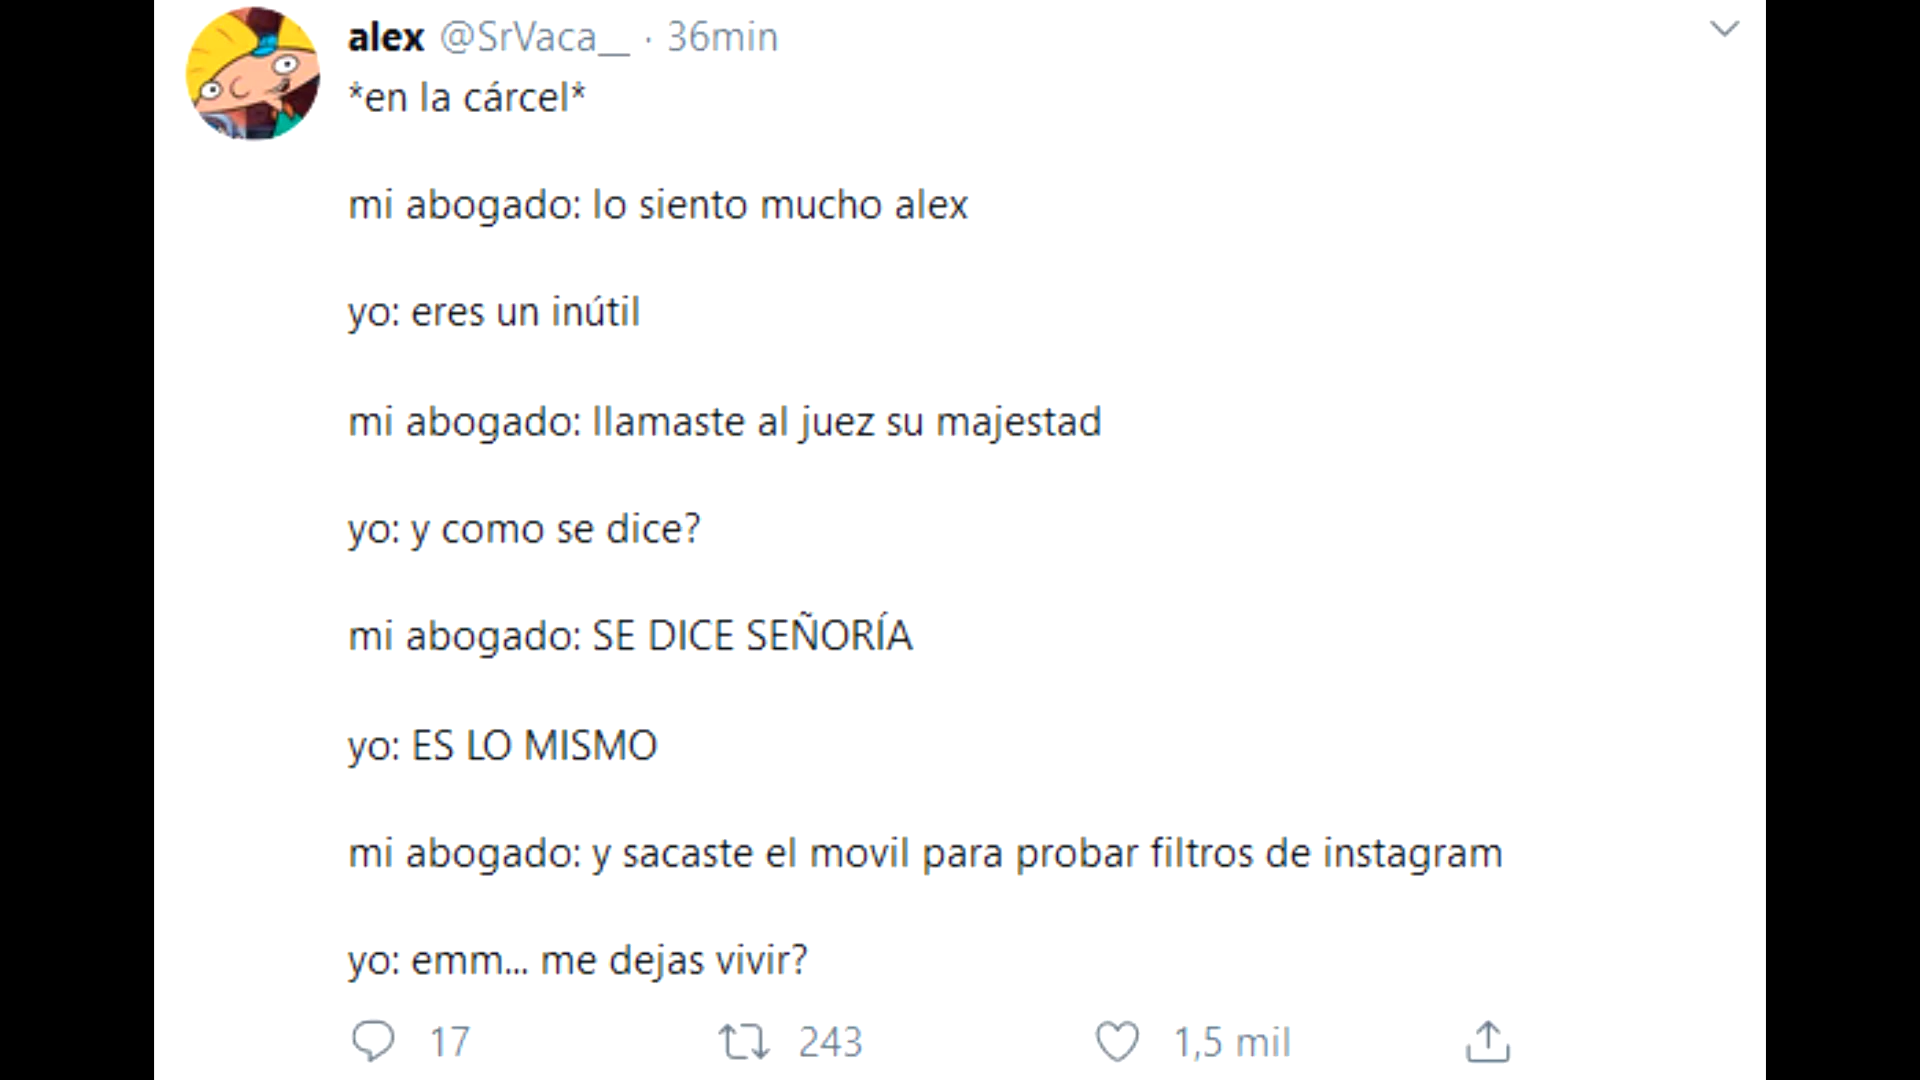 alex @SrVaca__ · 36min
*en la cárcel*
mi abogado: lo siento mucho alex
yo: eres un inútil
mi abogado: llamaste al juez su majestad
yo: y como se dice?
mi abogado: SE DICE SEÑORÍA
yo: ES LO MISMO
mi abogado: y sacaste el movil para probar filtros de instagram
yo: emm... me dejas vivir?
17 243 1,5 mil